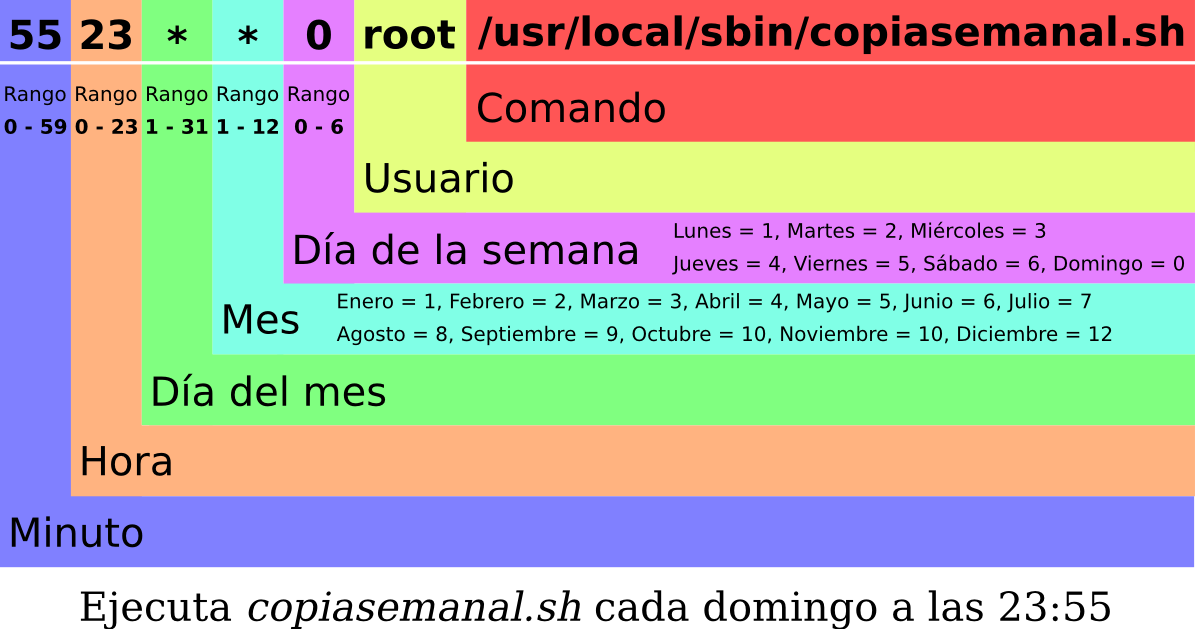 55 23 * * 0 root /usr/local/sbin/copiasemanal.sh
Rango Rango Rango Rango Rango
0 - 59 0 - 23 1 - 31 1 - 12 0 - 6
Comando
Usuario
Día de la semana
Lunes = 1, Martes = 2, Miércoles = 3
Jueves = 4, Viernes = 5, Sábado = 6, Domingo = 0
Mes
Enero = 1, Febrero = 2, Marzo = 3, Abril = 4, Mayo = 5, Junio = 6, Julio = 7
Agosto = 8, Septiembre = 9, Octubre = 10, Noviembre = 10, Diciembre = 12
Día del mes
Hora
Minuto
Ejecuta copiasemanal.sh cada domingo a las 23:55